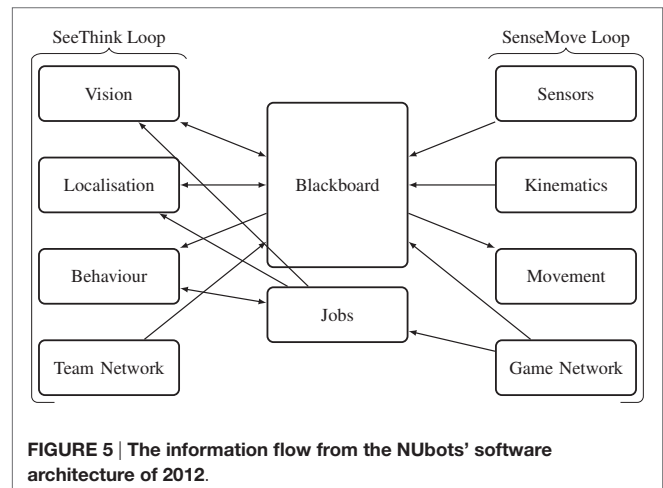 SeeThink Loop
SenseMove Loop
Vision
Sensors
Localisation
Blackboard
Kinematics
Behaviour
Movement
Jobs
Team Network
Game Network
FIGURE 5 | The information flow from the NUbots’ software
architecture of 2012.